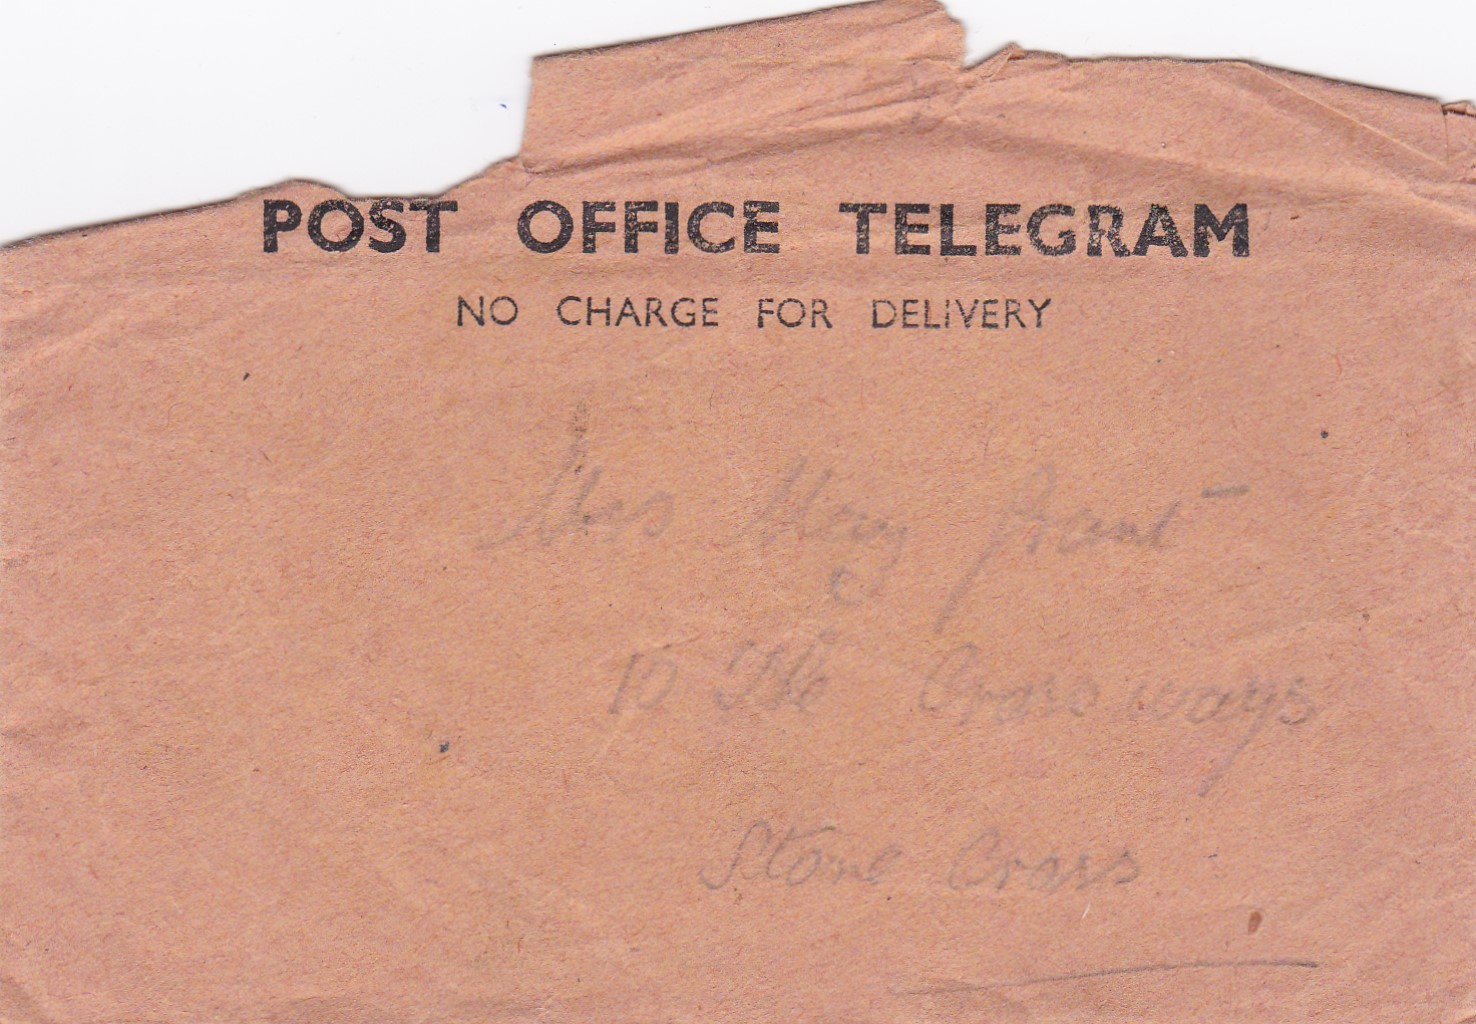 POST OFFICE TELEGRAM
NO CHARGE FOR DELIVERY
Mrs Mary Grant
10 The Crossways
Stone Cross